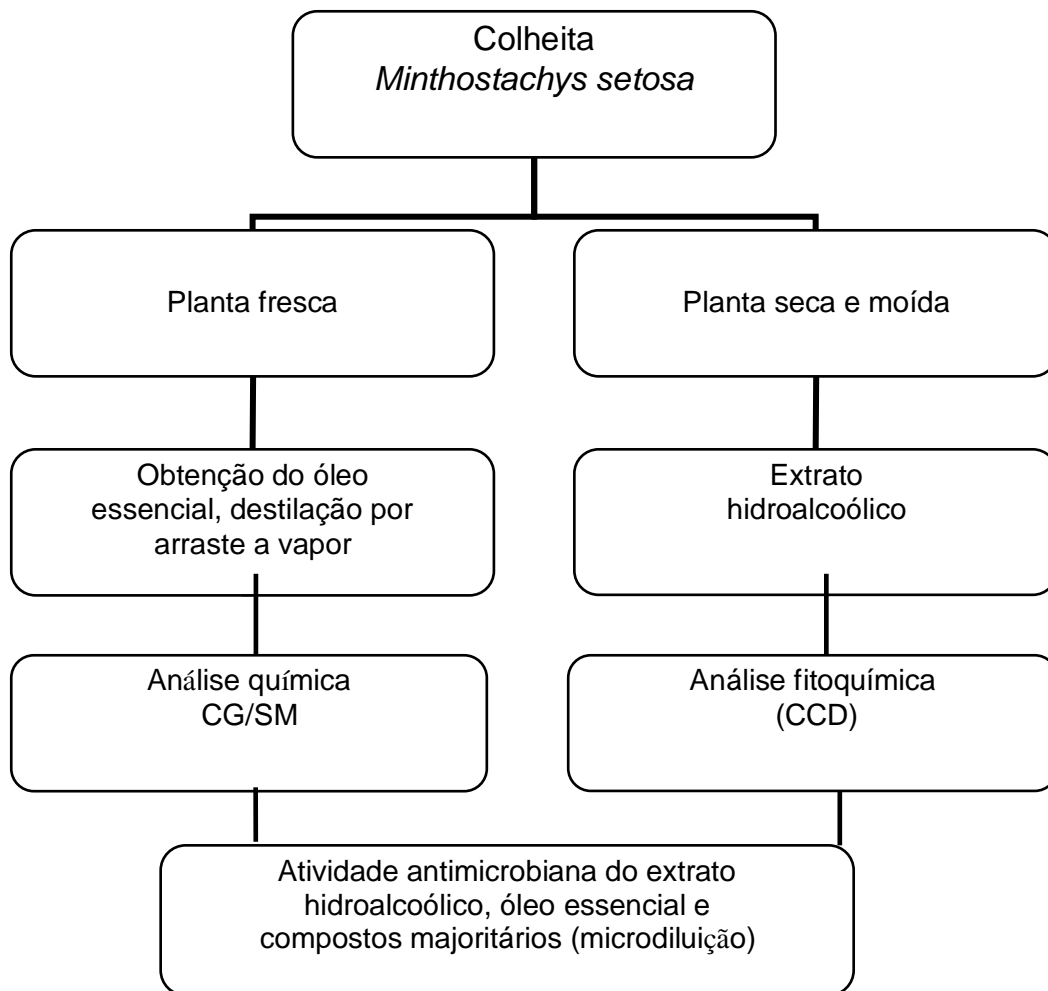 Colheita
Minthostachys setosa
Planta fresca
Planta seca e moída
Obtenção do óleo
essencial, destilação por
arraste a vapor
Extrato
hidroalcoólico
Análise química
CG/SM
Análise fitoquímica
(CCD)
Atividade antimicrobiana do extrato
hidroalcoólico, óleo essencial e
compostos majoritários (microdiluição)